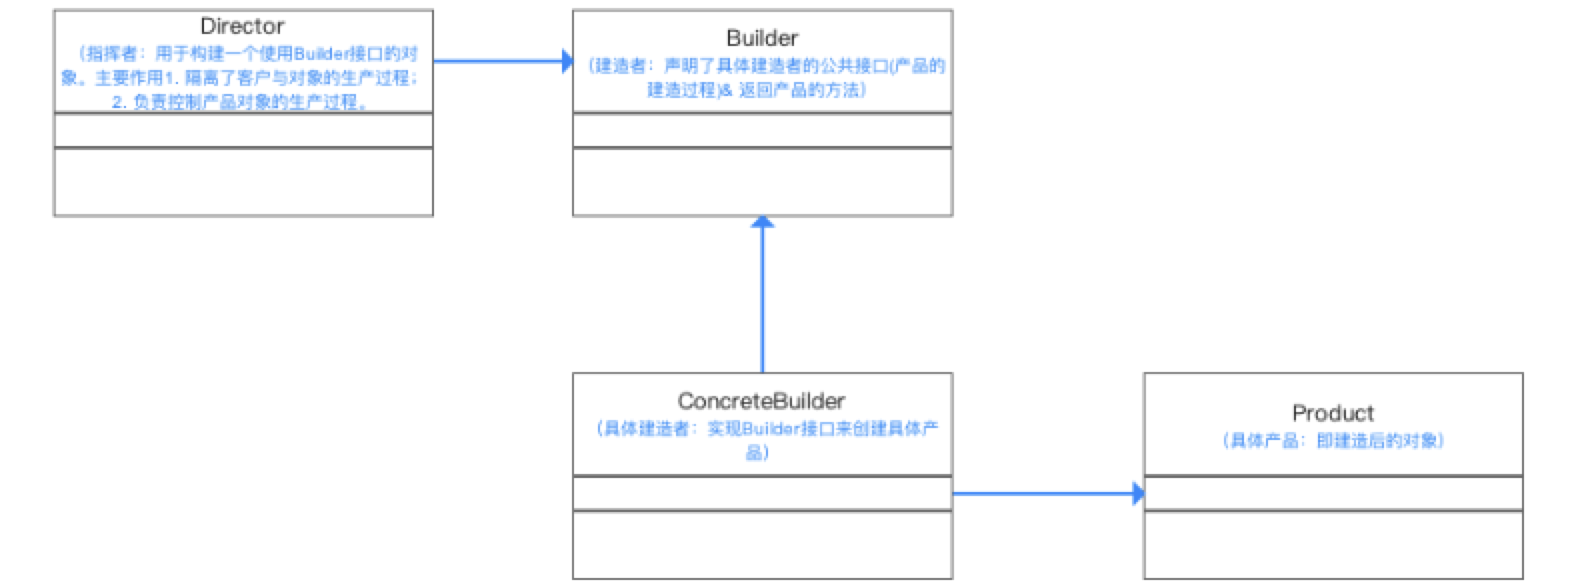 Director
（指挥者：用于构建一个使用Builder接口的对
象。主要作用1. 隔离了客户与对象的生产过程；
2. 负责控制产品对象的生产过程。
Builder
（建造者：声明了具体建造者的公共接口(产品的
建造过程)& 返回产品的方法）
ConcreteBuilder
（具体建造者：实现Builder接口来创建具体产
品）
Product
（具体产品：即建造后的对象）